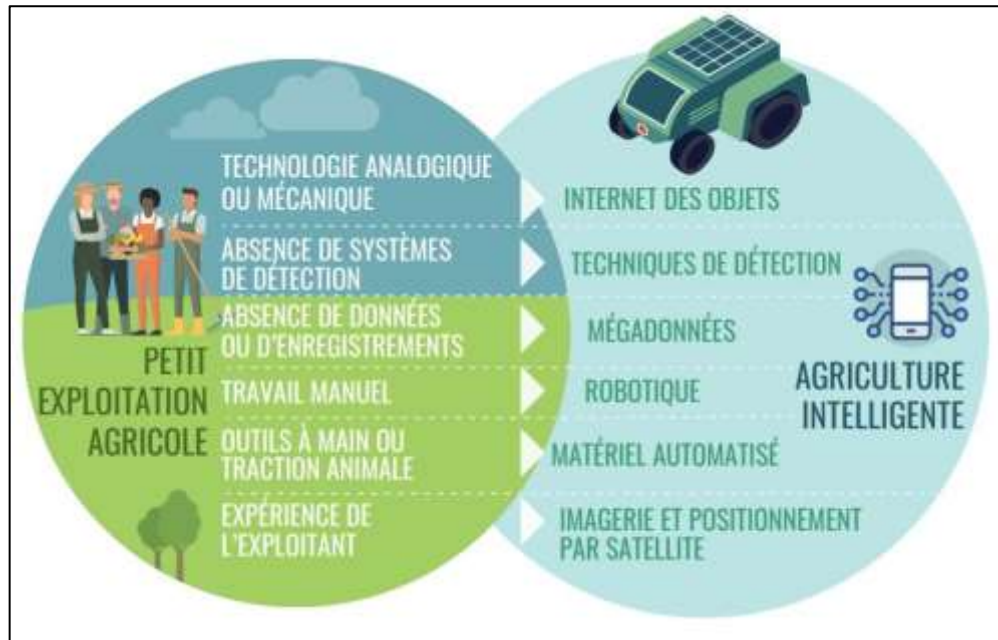 TECHNOLOGIE ANALOGIQUE
OU MÉCANIQUE
INTERNET DES OBJETS
ABSENCE DE SYSTÈMES
DE DÉTECTION
TECHNIQUES DE DÉTECTION
ABSENCE DE DONNÉES
OU D'ENREGISTREMENTS
MÉGADONNÉES
PETIT
EXPLOITATION
AGRICOLE
TRAVAIL MANUEL
ROBOTIQUE
AGRICULTURE
INTELLIGENTE
OUTILS À MAIN OU
TRACTION ANIMALE
MATÉRIEL AUTOMATISÉ
EXPÉRIENCE DE
L'EXPLOITANT
IMAGERIE ET POSITIONNEMENT
PAR SATELLITE